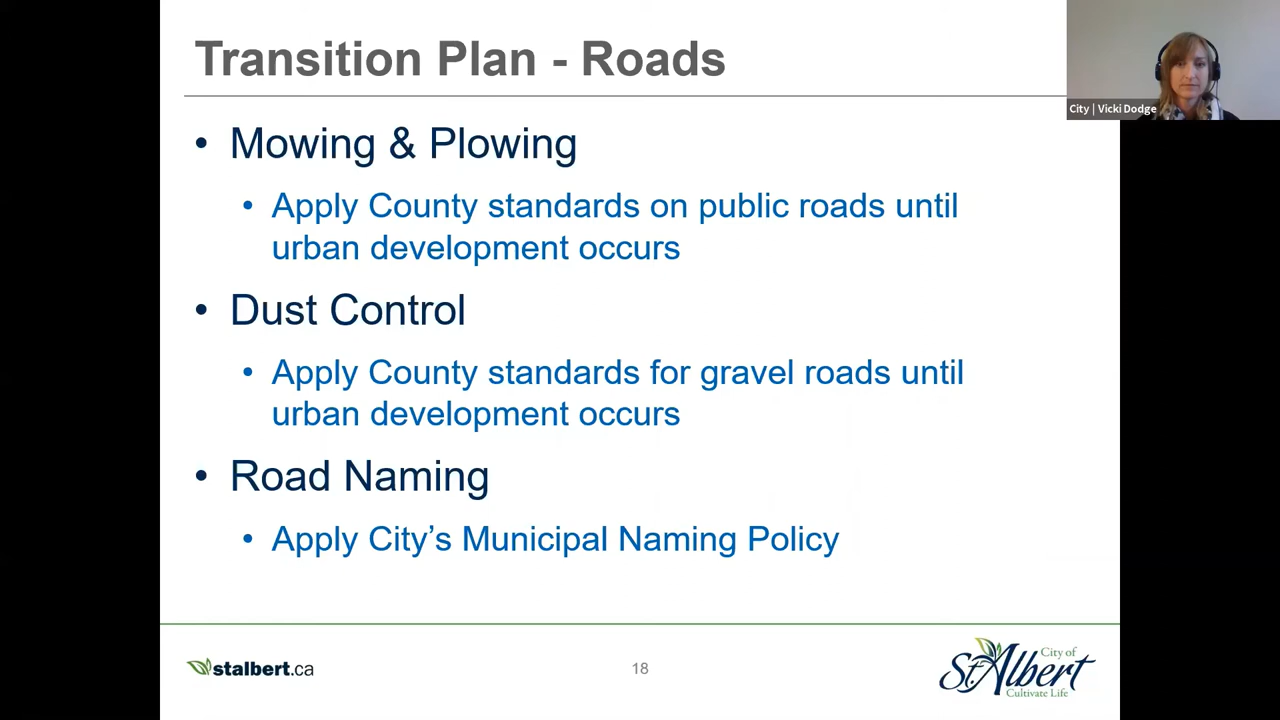 Transition Plan - Roads
City | Vicki Dodge
• Mowing & Plowing
• Apply County standards on public roads until
urban development occurs
• Dust Control
• Apply County standards for gravel roads until
urban development occurs
• Road Naming
• Apply City’s Municipal Naming Policy
stalbert.ca
18
City of
St. Albert
Cultivate Life